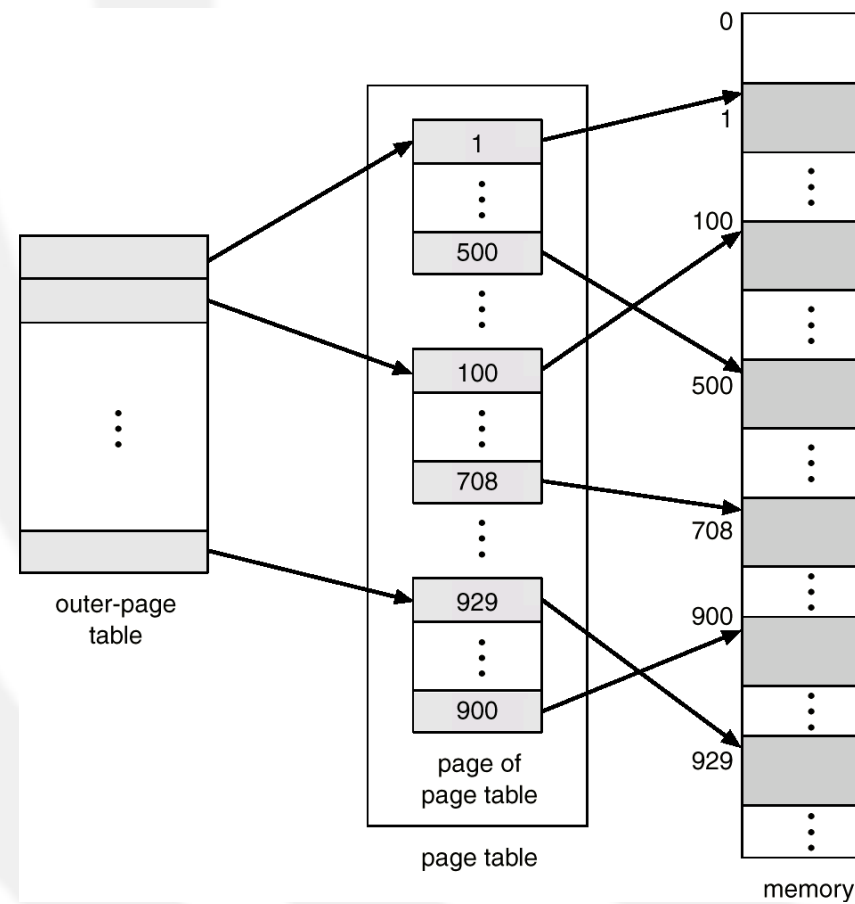 outer-page
table
1
500
100
708
929
900
page of
page table
page table
0
1
100
500
708
900
929
memory